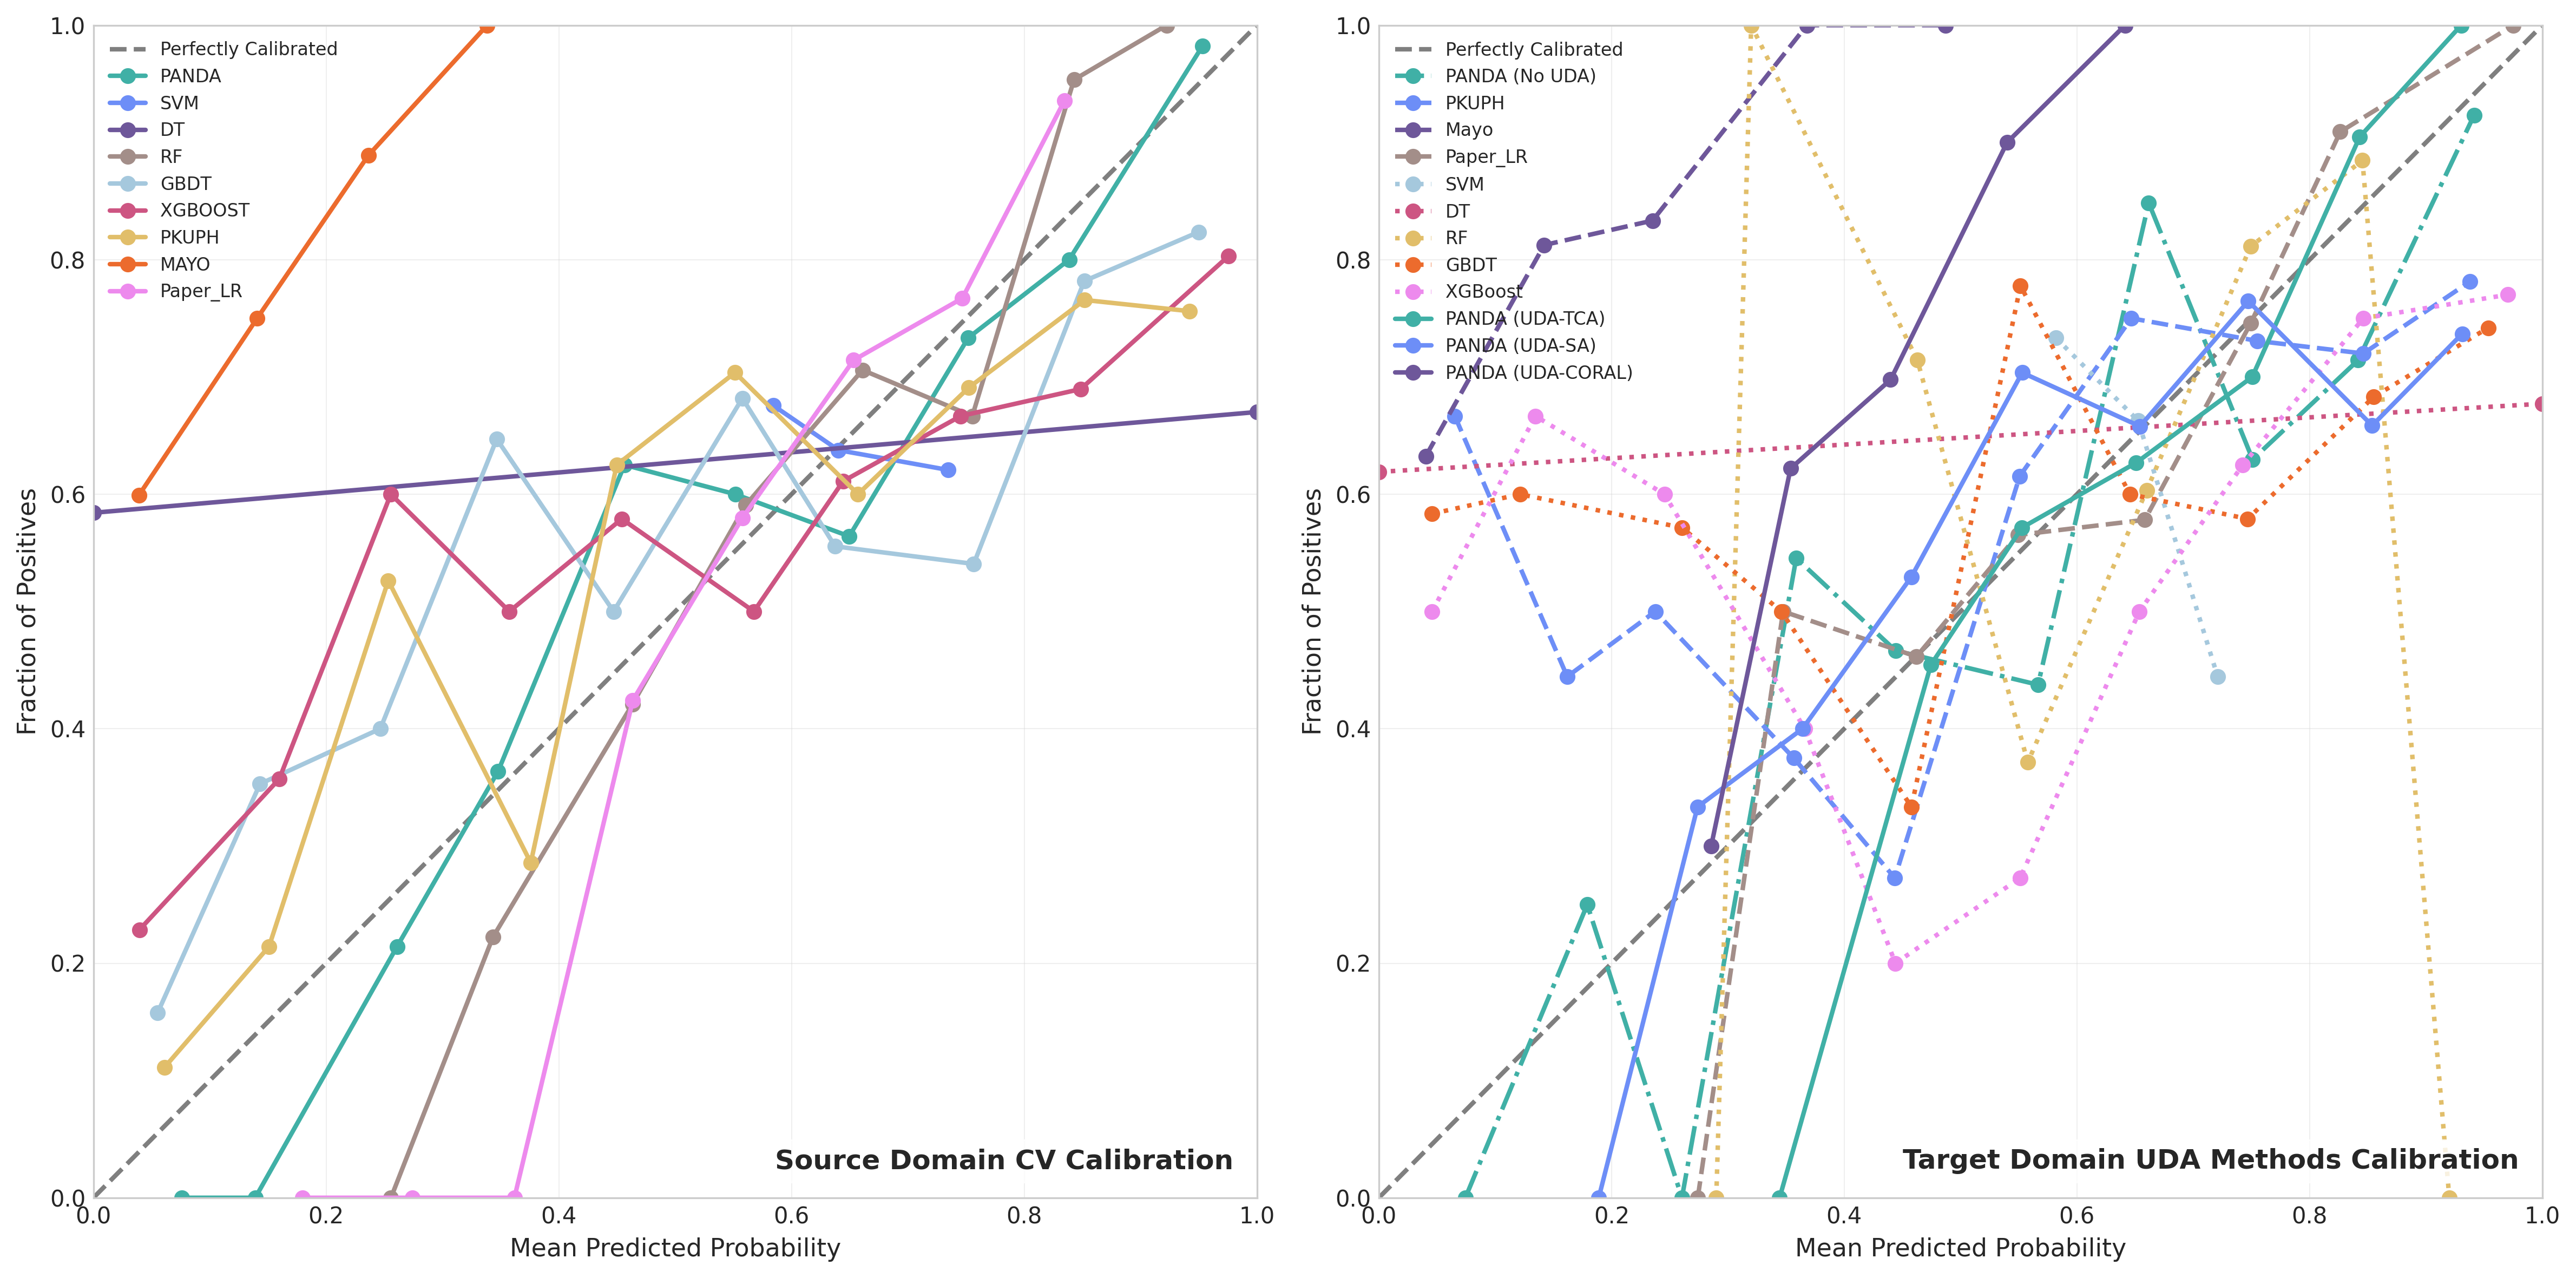 Perfectly Calibrated
PANDA
SVM
DT
RF
GBDT
XGBOOST
PKUPH
MAYO
Paper_LR
1.0
0.8
0.6
0.4
0.2
0.0
Fraction of Positives
0.0 0.2 0.4 0.6 0.8 1.0
Mean Predicted Probability
Source Domain CV Calibration
Perfectly Calibrated
PANDA (No UDA)
PKUPH
Mayo
Paper_LR
SVM
DT
RF
GBDT
XGBoost
PANDA (UDA-TCA)
PANDA (UDA-SA)
PANDA (UDA-CORAL)
1.0
0.8
0.6
0.4
0.2
0.0
Fraction of Positives
0.0 0.2 0.4 0.6 0.8 1.0
Mean Predicted Probability
Target Domain UDA Methods Calibration